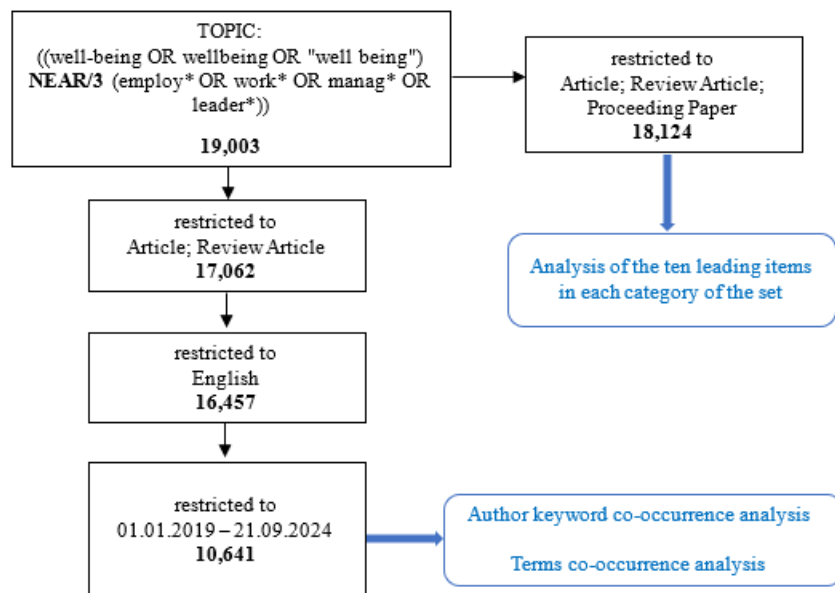 TOPIC:
((well-being OR wellbeing OR "well being")
NEAR/3 (employ* OR work* OR manag* OR
leader*))
19,003
restricted to
Article; Review Article;
Proceeding Paper
18,124
restricted to
Article; Review Article
17,062
Analysis of the ten leading items
in each category of the set
restricted to
English
16,457
restricted to
01.01.2019 – 21.09.2024
10,641
Author keyword co-occurrence analysis
Terms co-occurrence analysis